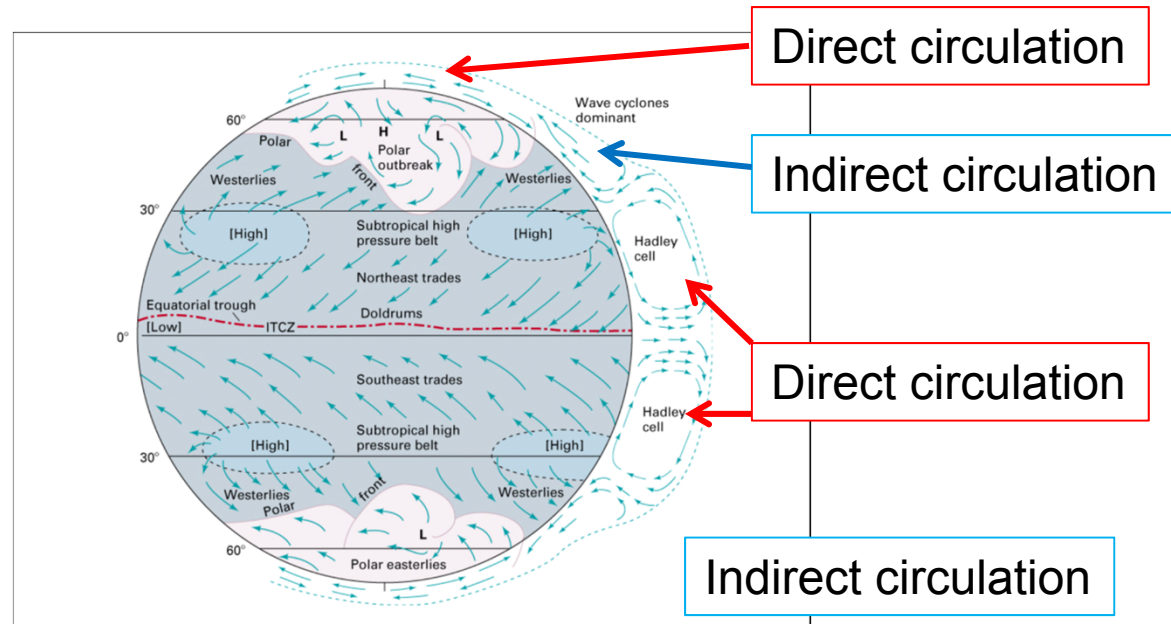 Direct circulation
Wave cyclones
dominant
60°
L
H
L
Polar
Polar
outbreak
front
Indirect circulation
Westerlies
Westerlies
30°
Subtropical high
pressure belt
[High]
[High]
Hadley
cell
Northeast trades
Equatorial trough
Doldrums
[Low]
ITCZ
0°
Southeast trades
Direct circulation
Hadley
cell
Subtropical high
pressure belt
[High]
[High]
30°
Westerlies
Polar
front
Westerlies
L
60°
Polar easterlies
Indirect circulation